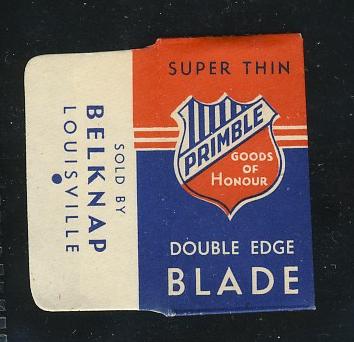 SUPER THIN
PRIMBLE
GOODS
OF
HONOUR
DOUBLE EDGE
BLADE
SOLD BY
BELKNAP
LOUISVILLE